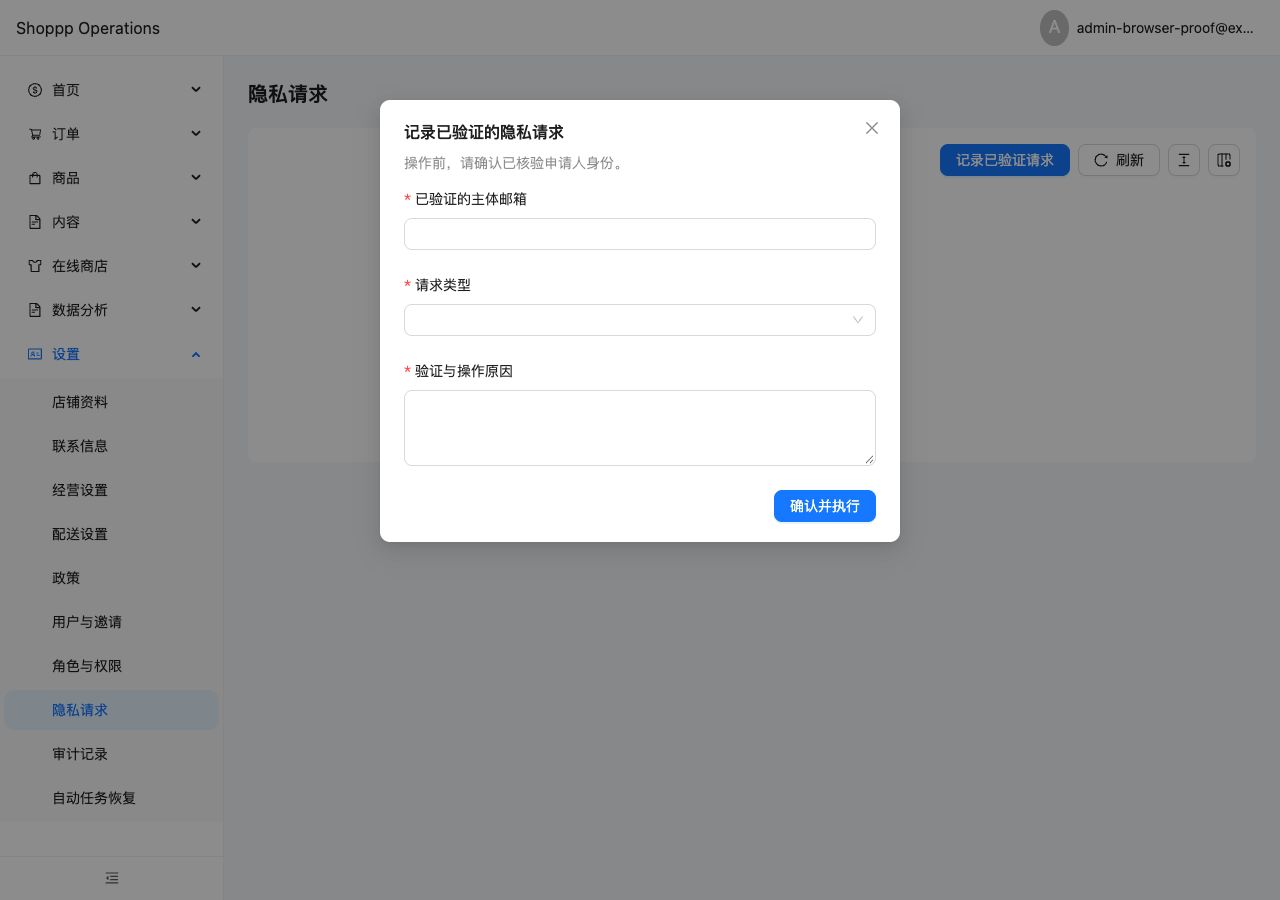 Shoppp Operations
A
admin-browser-proof@ex...
首页
订单
商品
内容
在线商店
数据分析
设置
店铺资料
联系信息
经营设置
配送设置
政策
用户与邀请
角色与权限
隐私请求
审计记录
自动任务恢复
隐私请求
记录已验证请求
刷新
记录已验证的隐私请求
操作前，请确认已核验申请人身份。
* 已验证的主体邮箱
* 请求类型
* 验证与操作原因
确认并执行